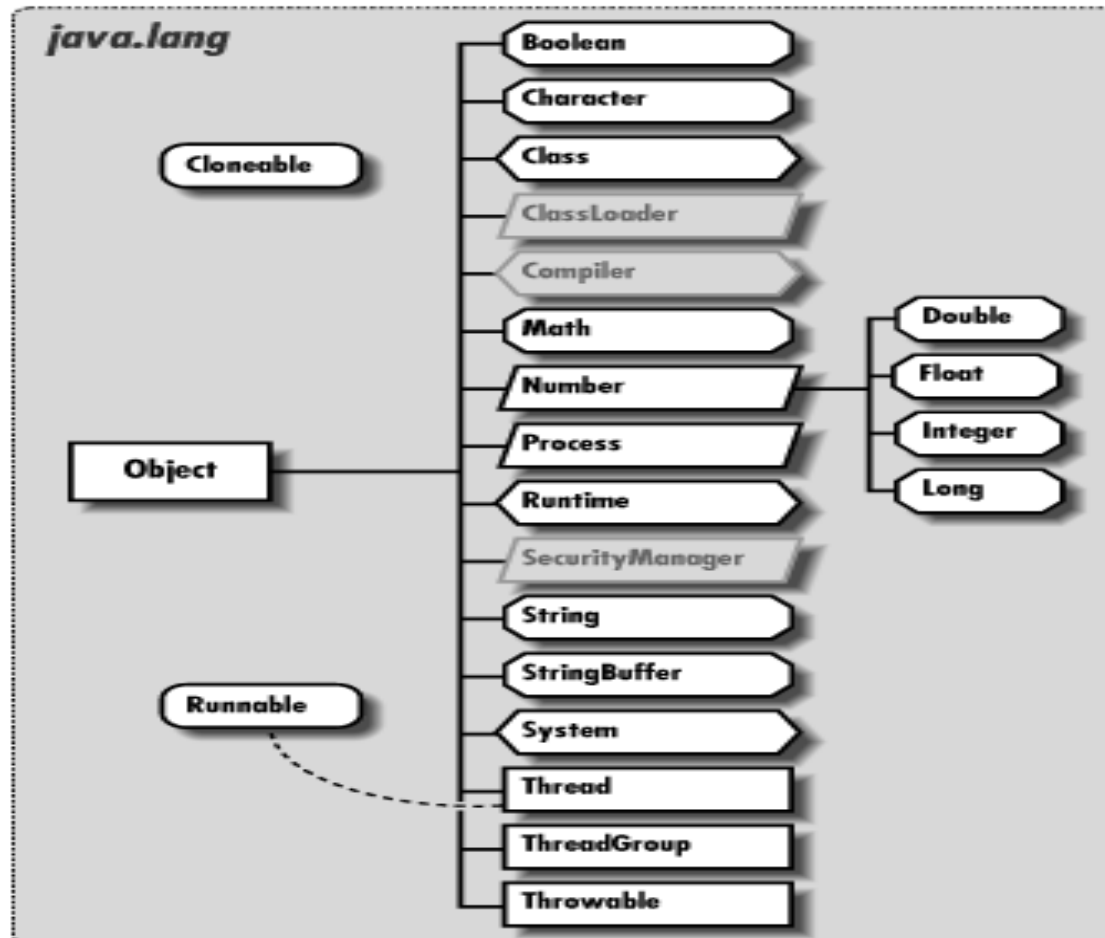 java.lang
Cloneable
Object
Runnable
Boolean
Character
Class
ClassLoader
Compiler
Math
Number
Process
Runtime
SecurityManager
String
StringBuffer
System
Thread
ThreadGroup
Throwable
Double
Float
Integer
Long